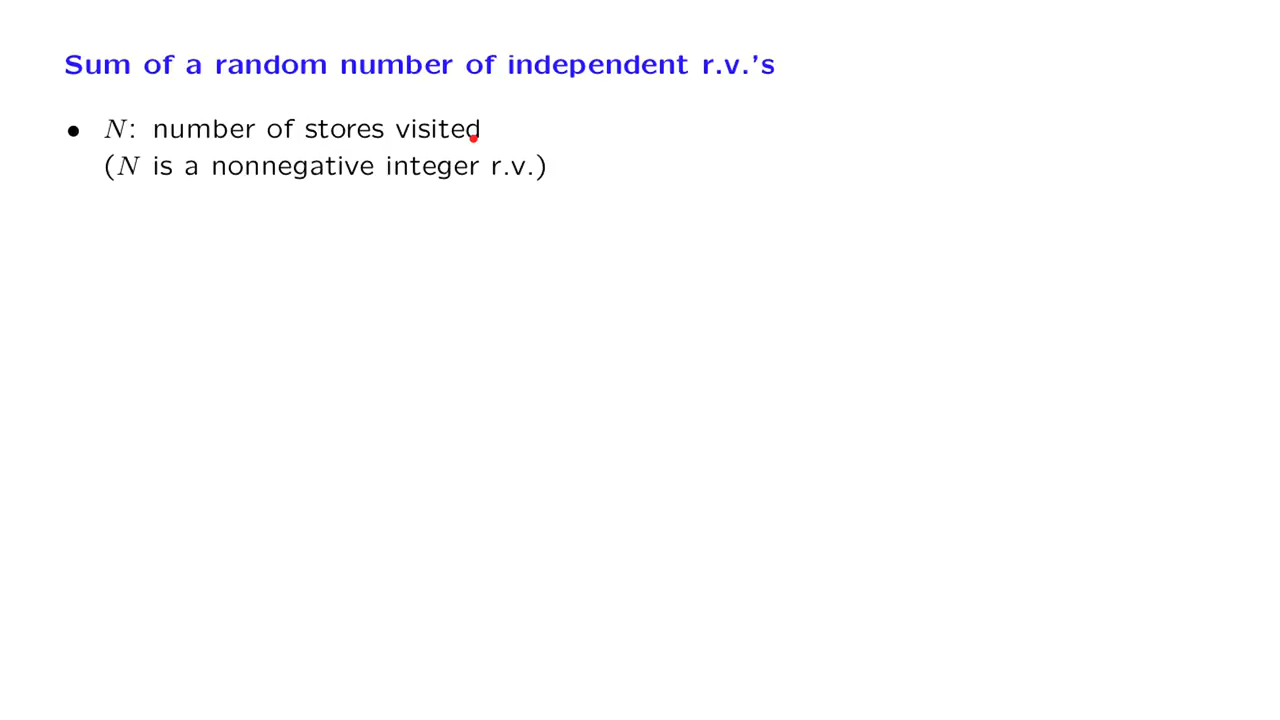 Sum of a random number of independent r.v.'s
• N: number of stores visited
(N is a nonnegative integer r.v.)